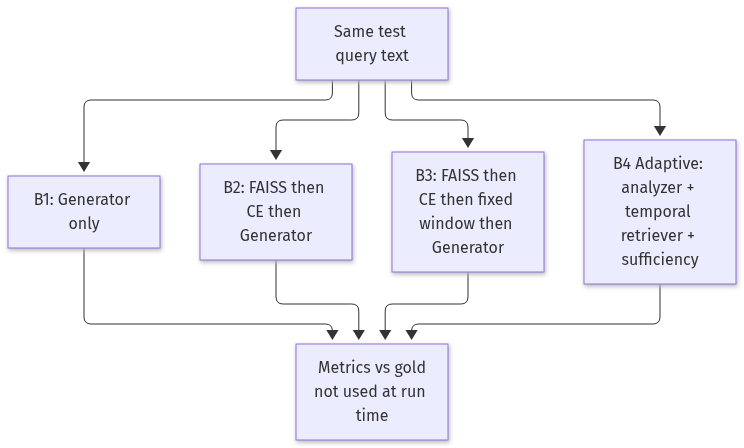 Same test
query text
B1: Generator
only
B2: FAISS then
CE then
Generator
B3: FAISS then
CE then fixed
window then
Generator
B4 Adaptive:
analyzer +
temporal
retriever +
sufficiency
Metrics vs gold
not used at run
time